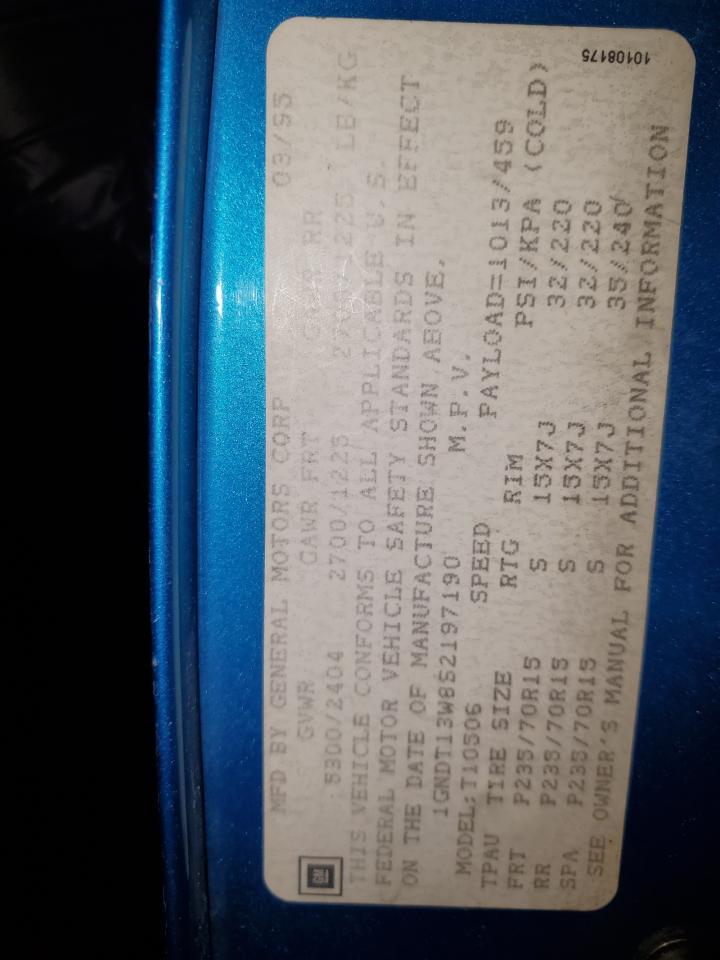 10108175
MFD BY GENERAL MOTORS CORP 03/95
GVWR GAWR FRT GAWR RR
5300/2404 2700/1225 2700/1225 LB/KG
THIS VEHICLE CONFORMS TO ALL APPLICABLE U.S.
FEDERAL MOTOR VEHICLE SAFETY STANDARDS IN EFFECT
ON THE DATE OF MANUFACTURE SHOWN ABOVE.
1GNDT13W8S2197190 M.P.V.
MODEL:T10506 SPEED PAYLOAD=1013/459
TPAU TIRE SIZE RTG RIM PSI/KPA (COLD)
FRT P235/70R15 S 15X7J 32/220
RR P235/70R15 S 15X7J 32/220
SPA P235/70R15 S 15X7J 35/240
SEE OWNER'S MANUAL FOR ADDITIONAL INFORMATION
GM